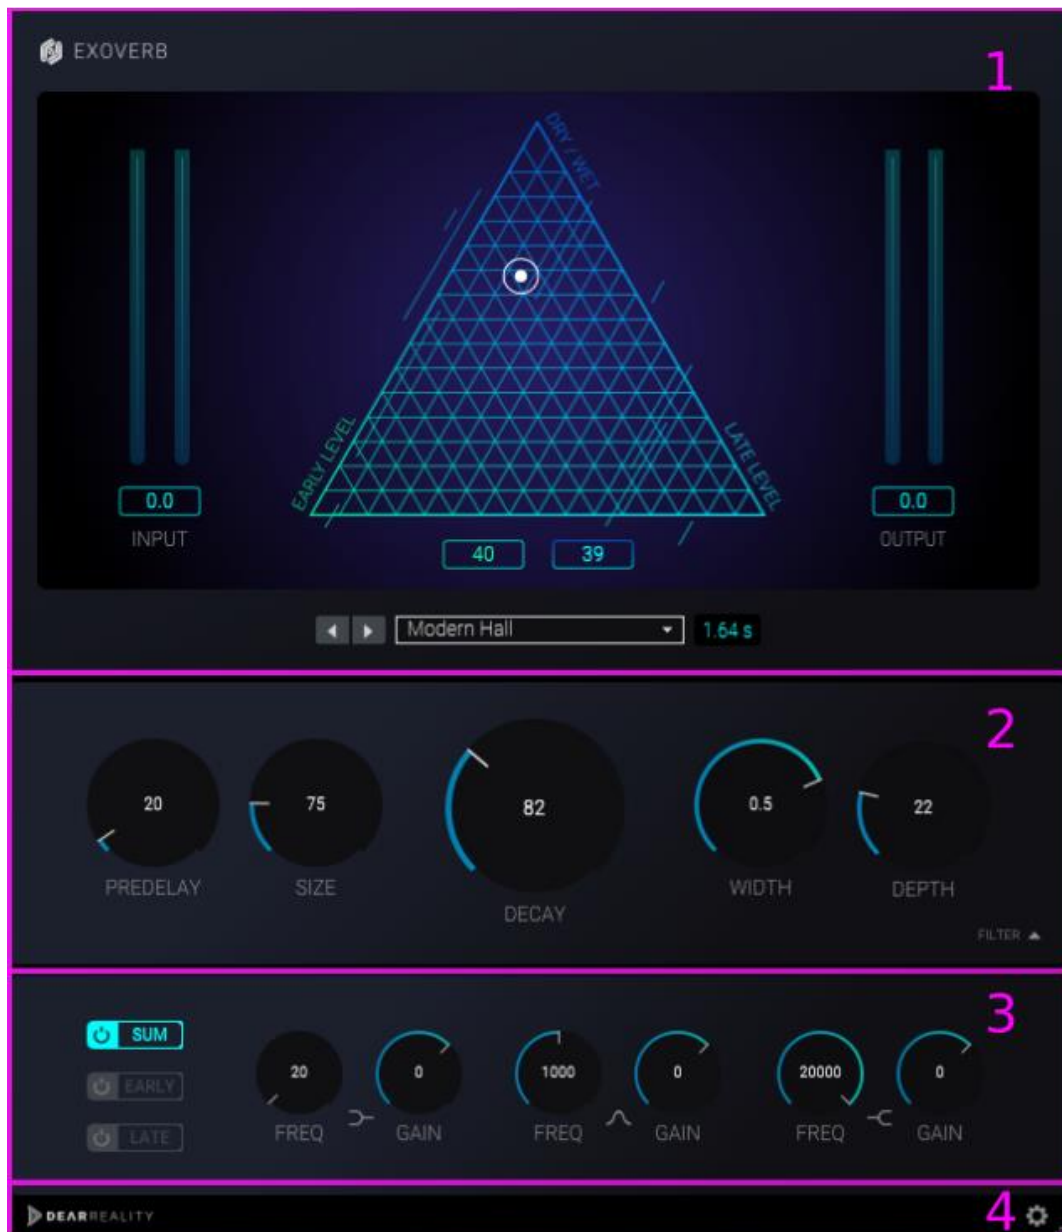 EXOVERB
1
DRY / WET
EARLY LEVEL
LATE LEVEL
0.0
INPUT
0.0
OUTPUT
40
39
Modern Hall
1.64 s
2
20
PREDELAY
75
SIZE
82
DECAY
0.5
WIDTH
22
DEPTH
FILTER
3
SUM
EARLY
LATE
20
FREQ
0
GAIN
1000
FREQ
0
GAIN
20000
FREQ
0
GAIN
4
DEARREALITY